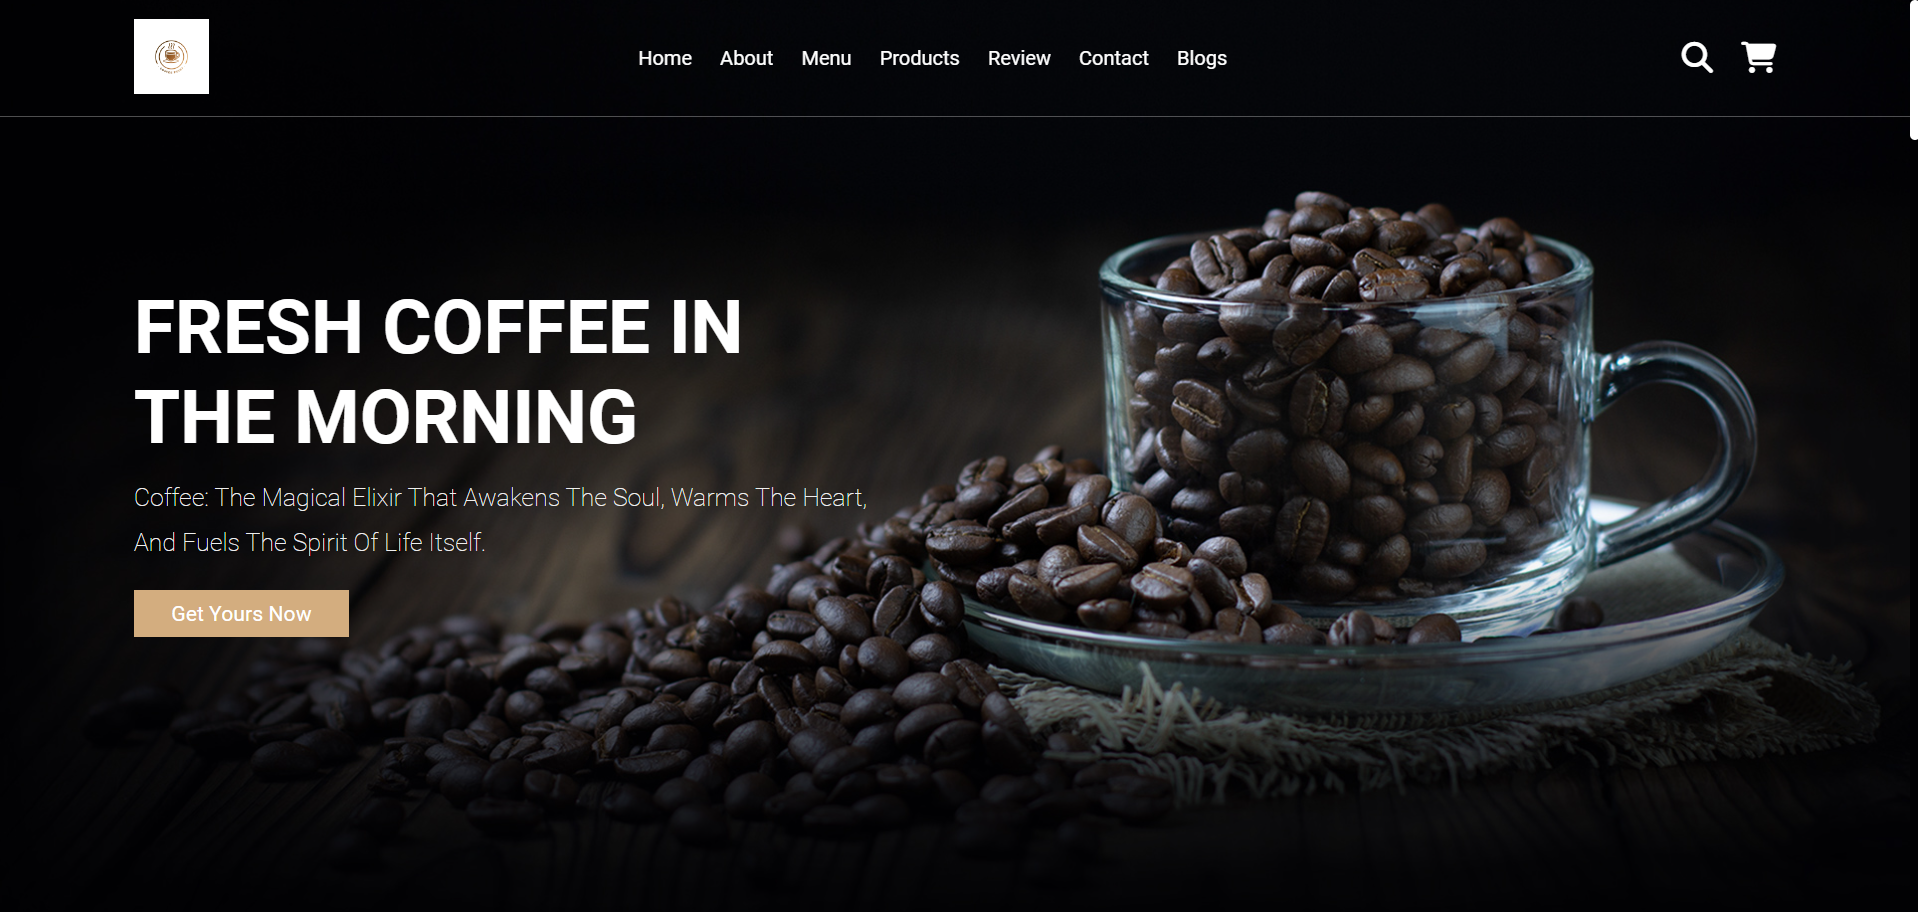 Home About Menu Products Review Contact Blogs
FRESH COFFEE IN
THE MORNING
Coffee: The Magical Elixir That Awakens The Soul, Warms The Heart,
And Fuels The Spirit Of Life Itself.
Get Yours Now